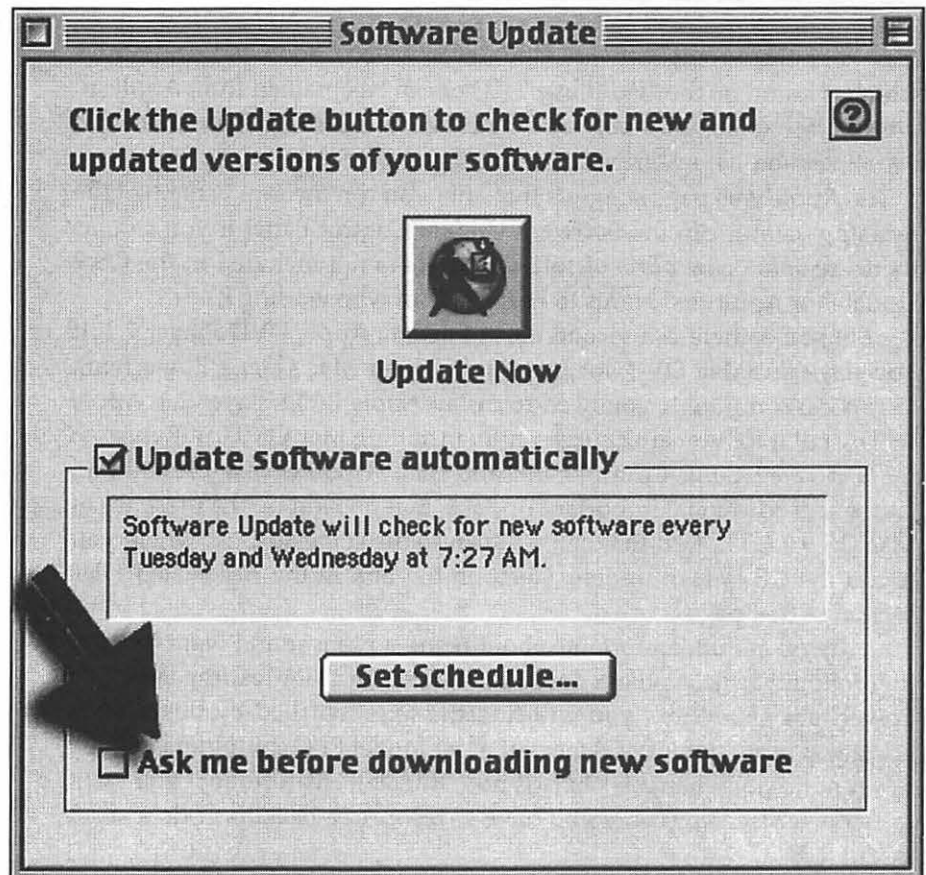 Software Update
Click the Update button to check for new and
updated versions of your software.
?
Update Now
Update software automatically
Software Update will check for new software every
Tuesday and Wednesday at 7:27 AM.
Set Schedule...
Ask me before downloading new software